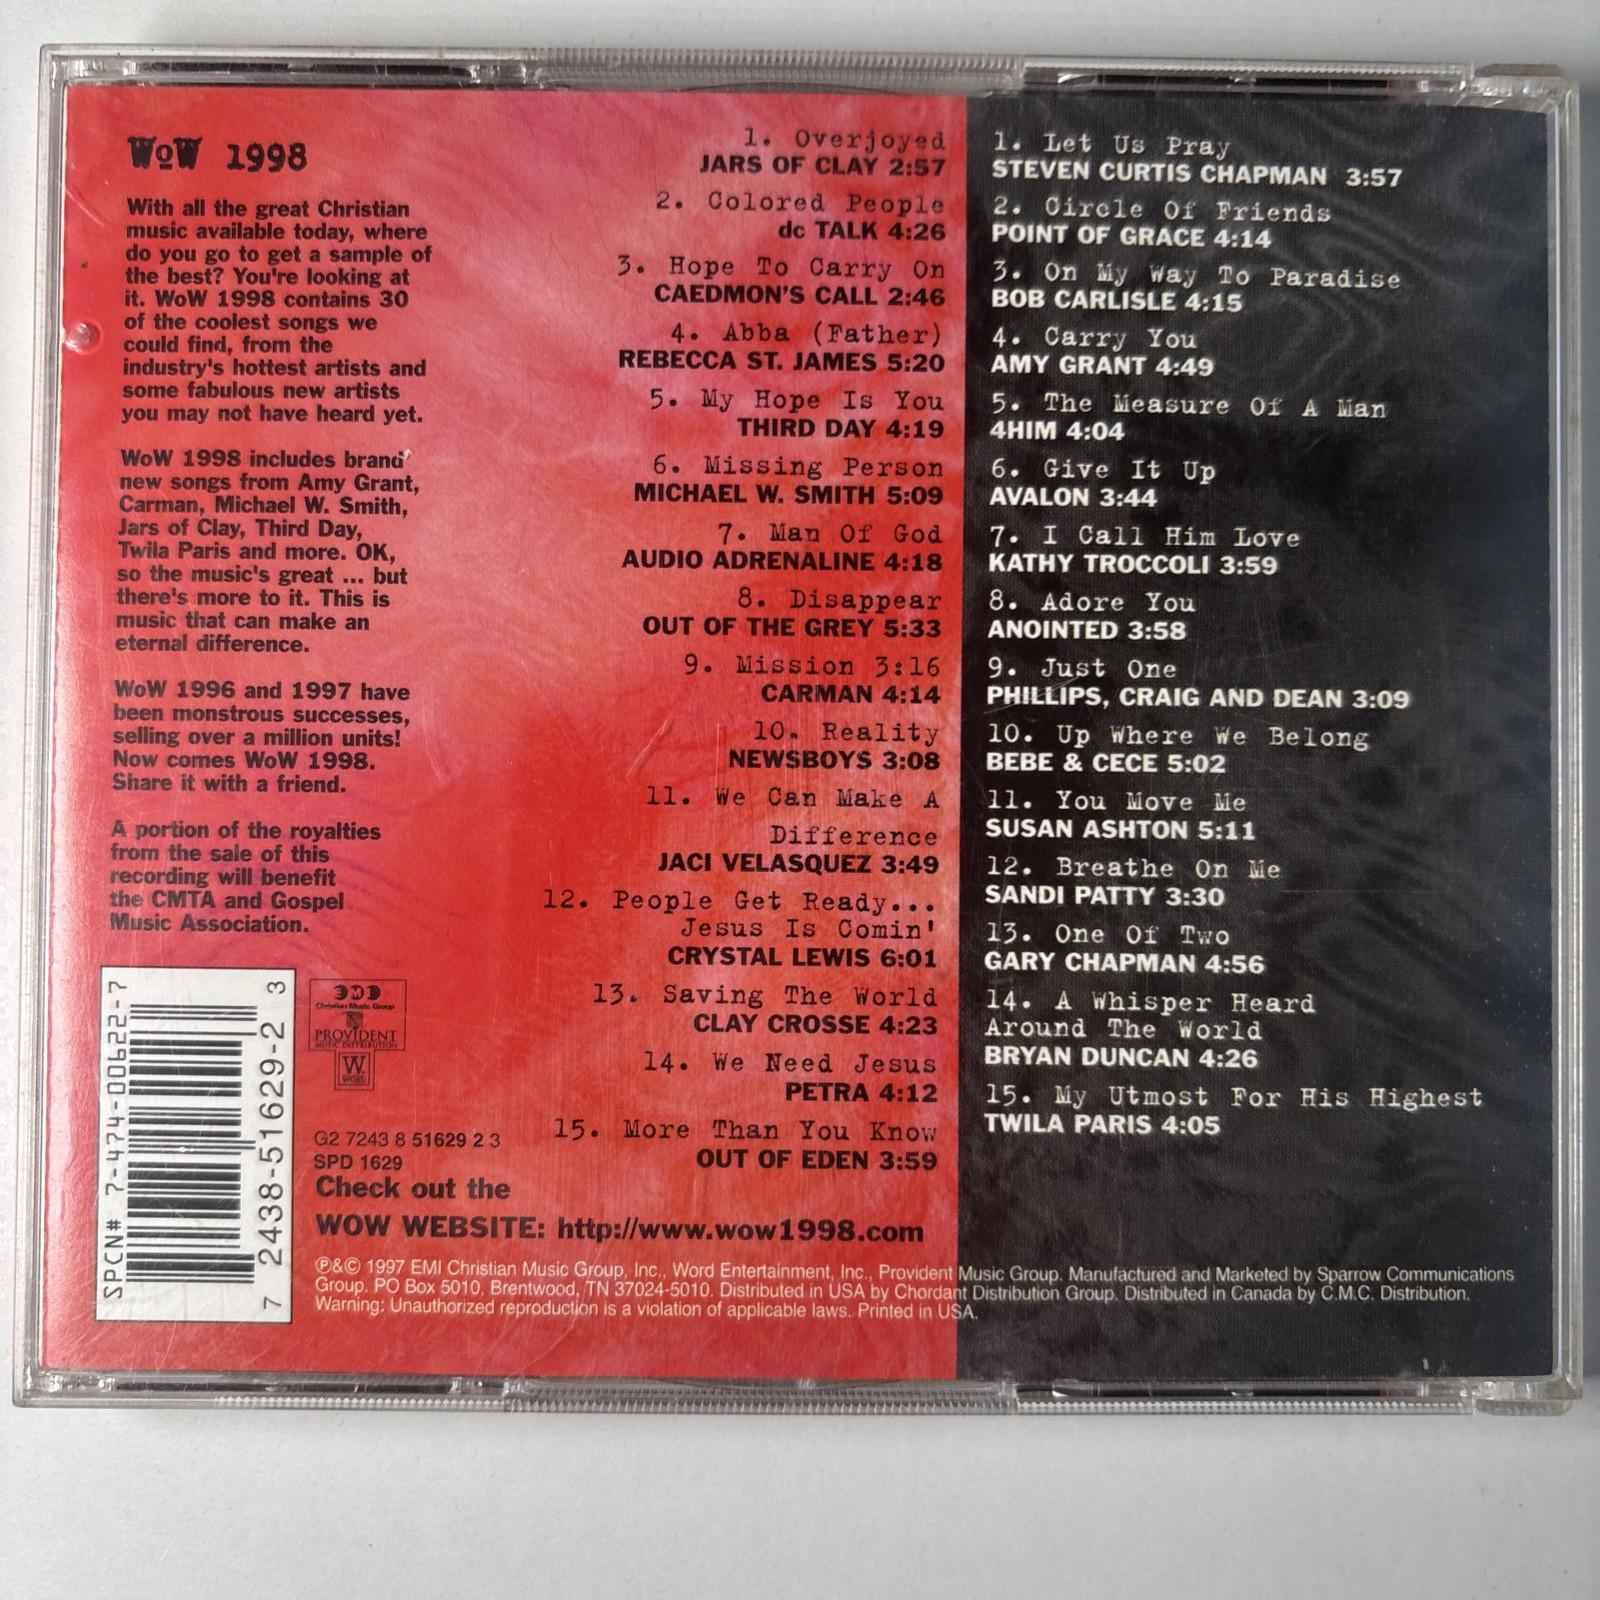 WoW 1998
With all the great Christian
music available today, where
do you go to get a sample of
the best? You're looking at
it. WoW 1998 contains 30
of the coolest songs we
could find, from the
industry's hottest artists and
some fabulous new artists
you may not have heard yet.
WoW 1998 includes brand
new songs from Amy Grant,
Carman, Michael W. Smith,
Jars of Clay, Third Day,
Twila Paris and more. OK,
so the music's great ... but
there's more to it. This is
music that can make an
eternal difference.
WoW 1996 and 1997 have
been monstrous successes,
selling over a million units!
Now comes WoW 1998.
Share it with a friend.
A portion of the royalties
from the sale of this
recording will benefit
the CMTA and Gospel
Music Association.
1. Overjoyed
JARS OF CLAY 2:57
2. Colored People
dc TALK 4:26
3. Hope To Carry On
CAEDMON'S CALL 2:46
4. Abba (Father)
REBECCA ST. JAMES 5:20
5. My Hope Is You
THIRD DAY 4:19
6. Missing Person
MICHAEL W. SMITH 5:09
7. Man Of God
AUDIO ADRENALINE 4:18
8. Disappear
OUT OF THE GREY 5:33
9. Mission 3:16
CARMAN 4:14
10. Reality
NEWSBOYS 3:08
11. We Can Make A
Difference
JACI VELASQUEZ 3:49
12. People Get Ready...
Jesus Is Comin'
CRYSTAL LEWIS 6:01
13. Saving The World
CLAY CROSSE 4:23
14. We Need Jesus
PETRA 4:12
15. More Than You Know
OUT OF EDEN 3:59
1. Let Us Pray
STEVEN CURTIS CHAPMAN 3:57
2. Circle Of Friends
POINT OF GRACE 4:14
3. On My Way To Paradise
BOB CARLISLE 4:15
4. Carry You
AMY GRANT 4:49
5. The Measure Of A Man
4HIM 4:04
6. Give It Up
AVALON 3:44
7. I Call Him Love
KATHY TROCCOLI 3:59
8. Adore You
ANOINTED 3:58
9. Just One
PHILLIPS, CRAIG AND DEAN 3:09
10. Up Where We Belong
BEBE & CECE 5:02
11. You Move Me
SUSAN ASHTON 5:11
12. Breathe On Me
SANDI PATTY 3:30
13. One Of Two
GARY CHAPMAN 4:56
14. A Whisper Heard
Around The World
BRYAN DUNCAN 4:26
15. My Utmost For His Highest
TWILA PARIS 4:05
SPCN# 7-474-00622-7
7 2438-51629-2 3
Christian Music Group
PROVIDENT
MUSIC DISTRIBUTION
W
WORD
G2 7243 8 51629 2 3
SPD 1629
Check out the
WOW WEBSITE: http://www.wow1998.com
℗&© 1997 EMI Christian Music Group, Inc., Word Entertainment, Inc., Provident Music Group. Manufactured and Marketed by Sparrow Communications
Group. PO Box 5010, Brentwood, TN 37024-5010. Distributed in USA by Chordant Distribution Group. Distributed in Canada by C.M.C. Distribution.
Warning: Unauthorized reproduction is a violation of applicable laws. Printed in USA.